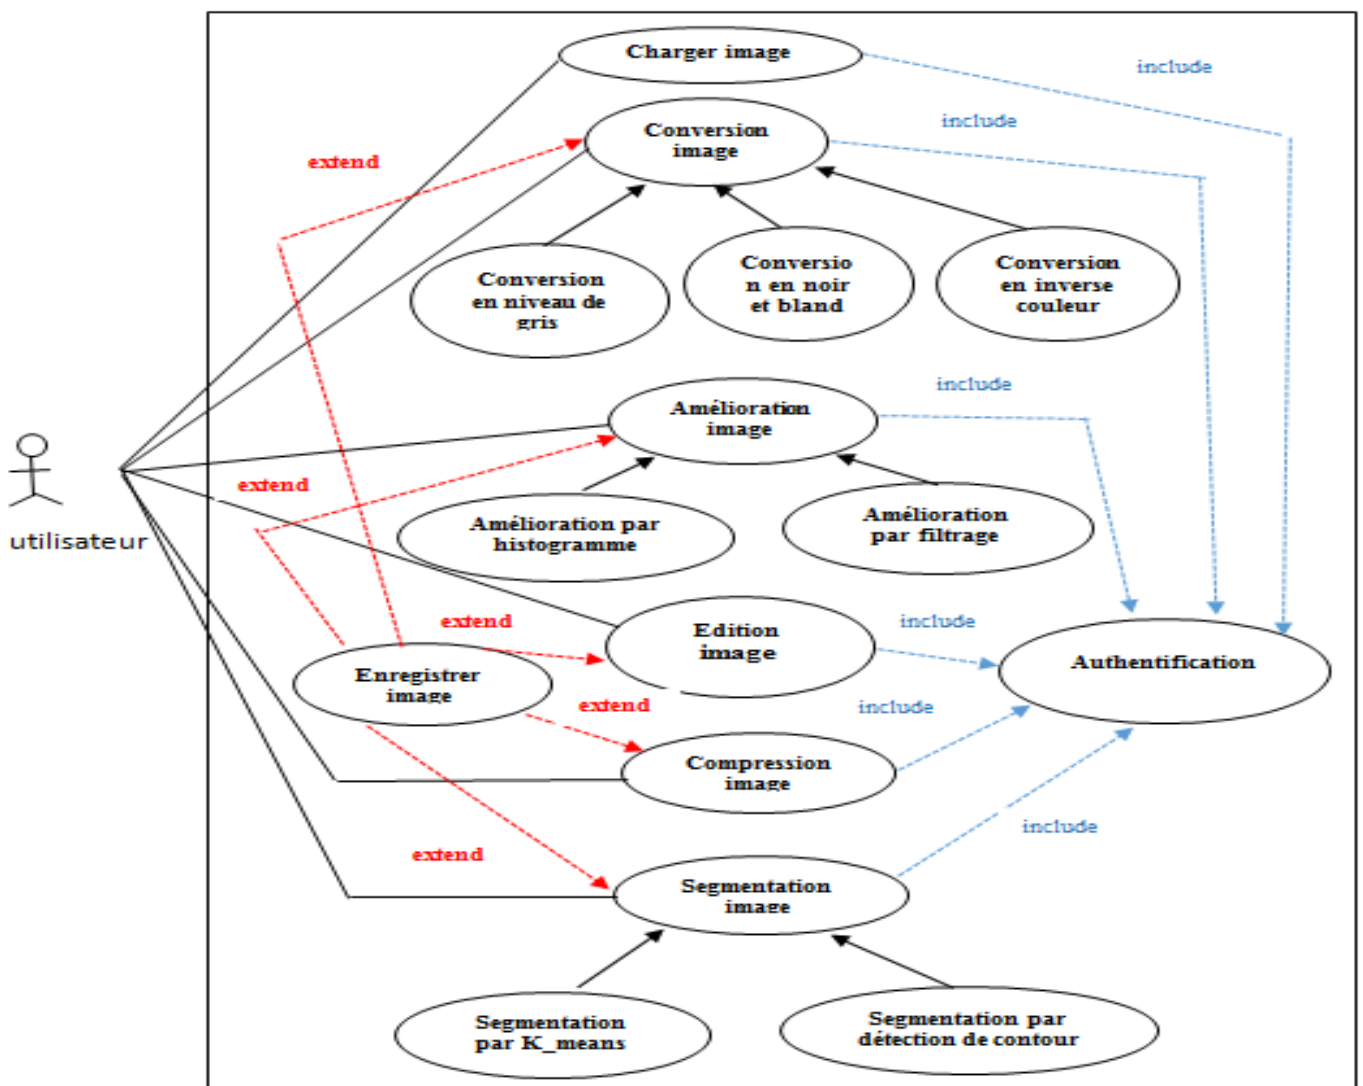 Charger image
include
Conversion
image
include
extend
Conversion
en niveau de
gris
Conversio
n en noir
et bland
Conversion
en inverse
couleur
include
Amélioration
image
extend
Amélioration par
histogramme
Amélioration
par filtrage
utilisateur
extend
Edition
image
include
Authentification
Enregistrer
image
extend
include
Compression
image
include
extend
Segmentation
image
Segmentation
par K_means
Segmentation par
détection de contour